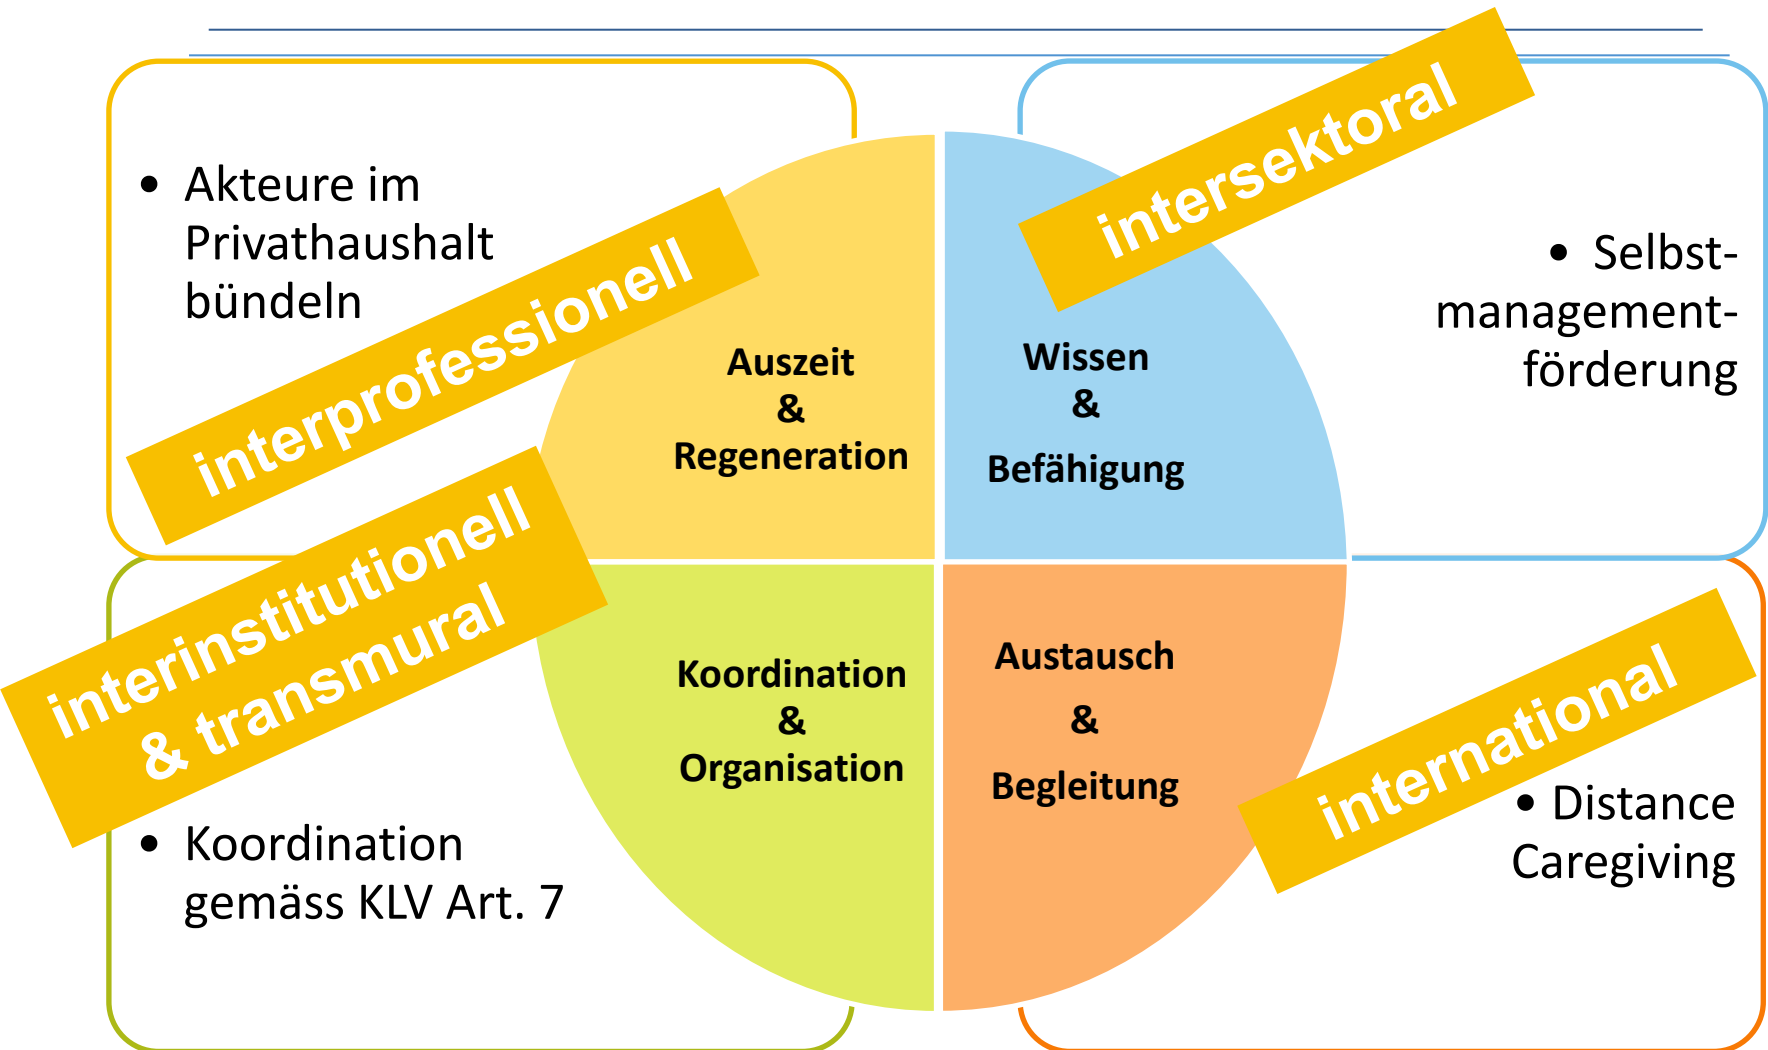 • Akteure im
Privathaushalt
bündeln
interprofessionell
Auszeit
&
Regeneration
intersektoral
• Selbst-
management-
förderung
Wissen
&
Befähigung
interinstitutionell
& transmural
• Koordination
gemäss KLV Art. 7
Koordination
&
Organisation
Austausch
&
Begleitung
international
• Distance
Caregiving